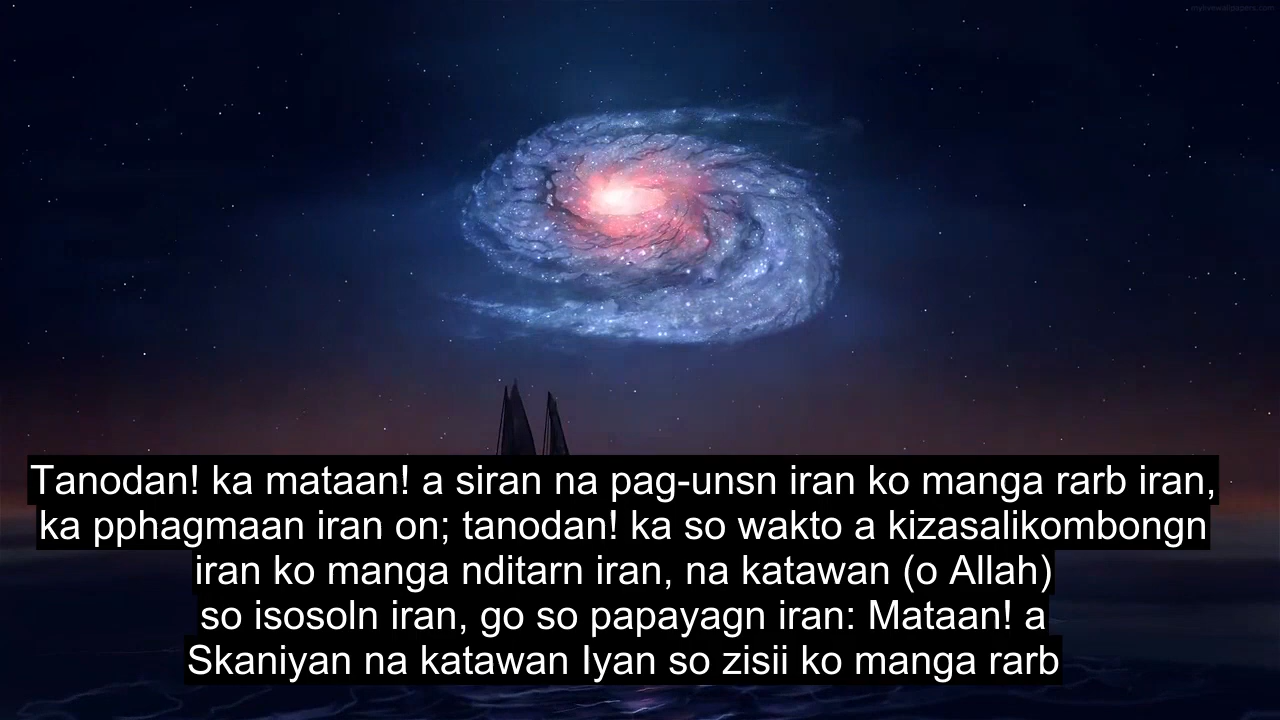 mylivewallpapers.com
Tanodan! ka mataan! a siran na pag-unsn iran ko manga rarb iran,
ka pphagmaan iran on; tanodan! ka so wakto a kizasalikombongn
iran ko manga nditarn iran, na katawan (o Allah)
so isosoln iran, go so papayagn iran: Mataan! a
Skaniyan na katawan Iyan so zisii ko manga rarb